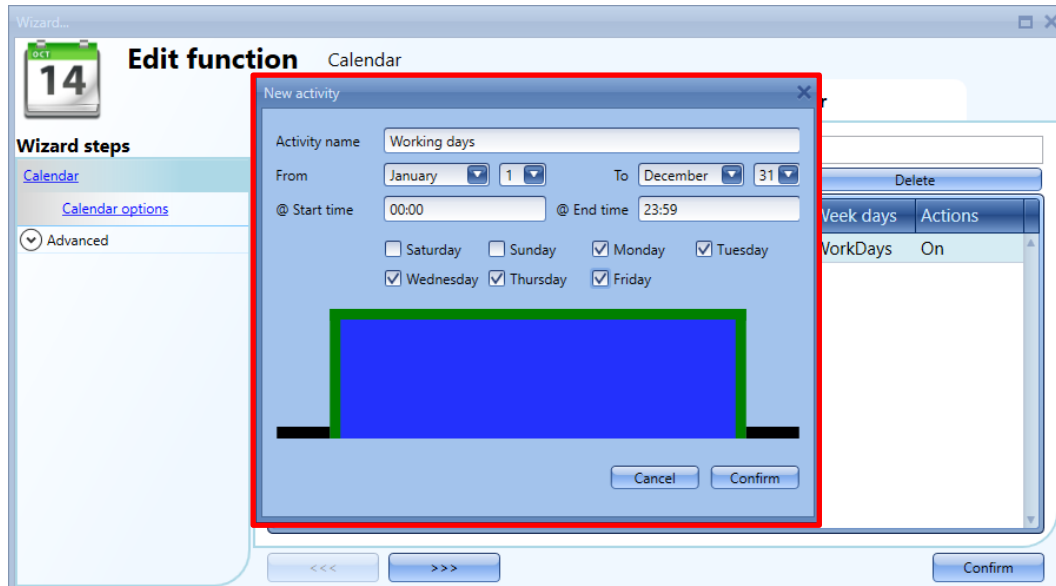 Wizard...
OCT
14
Edit function Calendar
Wizard steps
Calendar
Calendar options
Advanced
New activity
Activity name Working days
From January 1 To December 31
@ Start time 00:00 @ End time 23:59
Saturday Sunday Monday Tuesday
Wednesday Thursday Friday
Cancel Confirm
Delete
Week days Actions
WorkDays On
<<< >>> Confirm